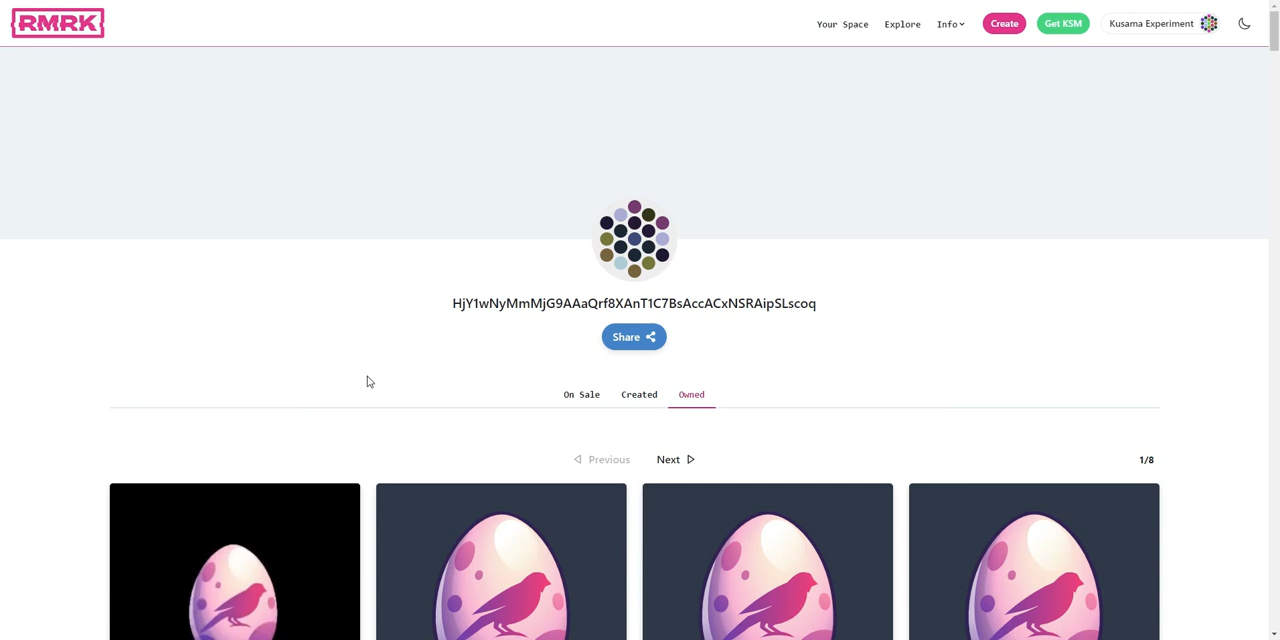 RMRK
Your Space
Explore
Info
Create
Get KSM
Kusama Experiment
HjY1wNyMmMjG9AAaQrf8XAnT1C7BsAccACxNSRAipSLscoq
Share
On Sale
Created
Owned
Previous
Next
1/8